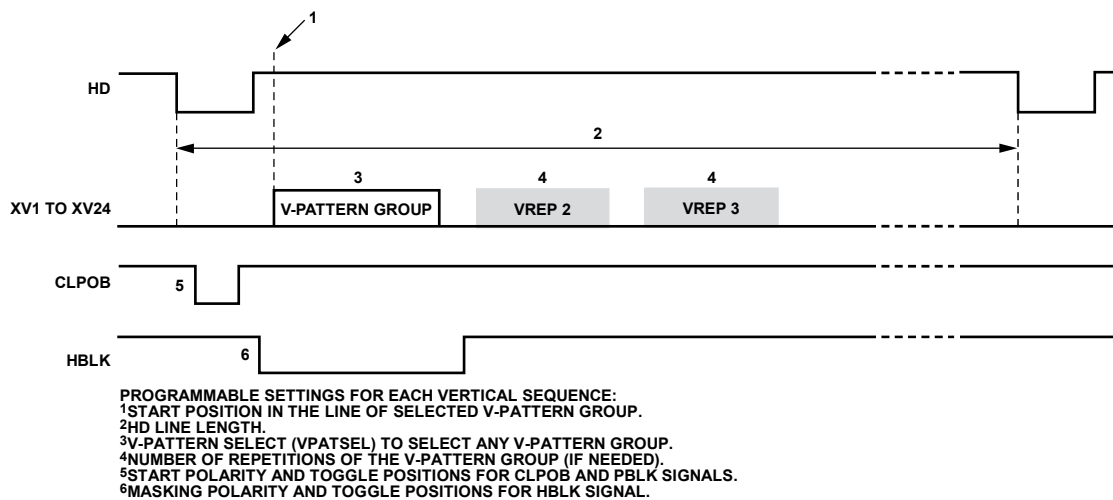 1
HD
2
3
4
4
XV1 TO XV24
V-PATTERN GROUP
VREP 2
VREP 3
CLPOB
5
HBLK
6
PROGRAMMABLE SETTINGS FOR EACH VERTICAL SEQUENCE:
1START POSITION IN THE LINE OF SELECTED V-PATTERN GROUP.
2HD LINE LENGTH.
3V-PATTERN SELECT (VPATSEL) TO SELECT ANY V-PATTERN GROUP.
4NUMBER OF REPETITIONS OF THE V-PATTERN GROUP (IF NEEDED).
5START POLARITY AND TOGGLE POSITIONS FOR CLPOB AND PBLK SIGNALS.
6MASKING POLARITY AND TOGGLE POSITIONS FOR HBLK SIGNAL.